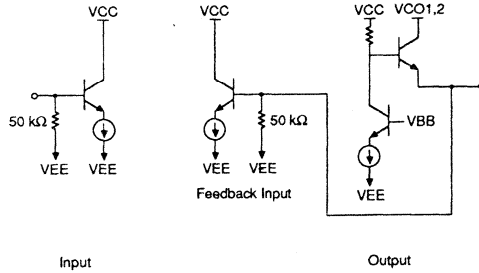 VCC
VCC
VCC
VCO1,2
50 kΩ
50 kΩ
VBB
VEE
VEE
VEE
VEE
VEE
Feedback Input
Input
Output